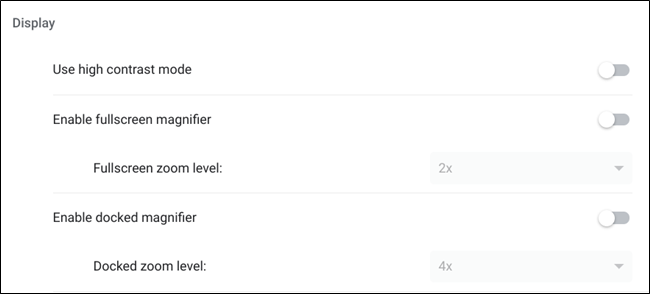 Display
Use high contrast mode
Enable fullscreen magnifier
Fullscreen zoom level: 2x
Enable docked magnifier
Docked zoom level: 4x